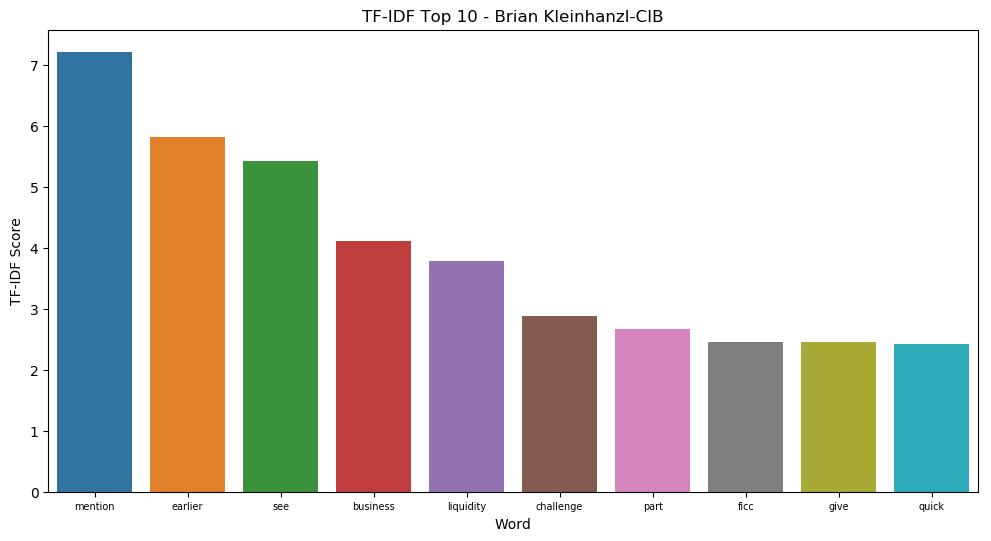 TF-IDF Top 10 - Brian Kleinhanzl-CIB
TF-IDF Score
7
6
5
4
3
2
1
0
mention earlier see business liquidity challenge part ficc give quick
Word